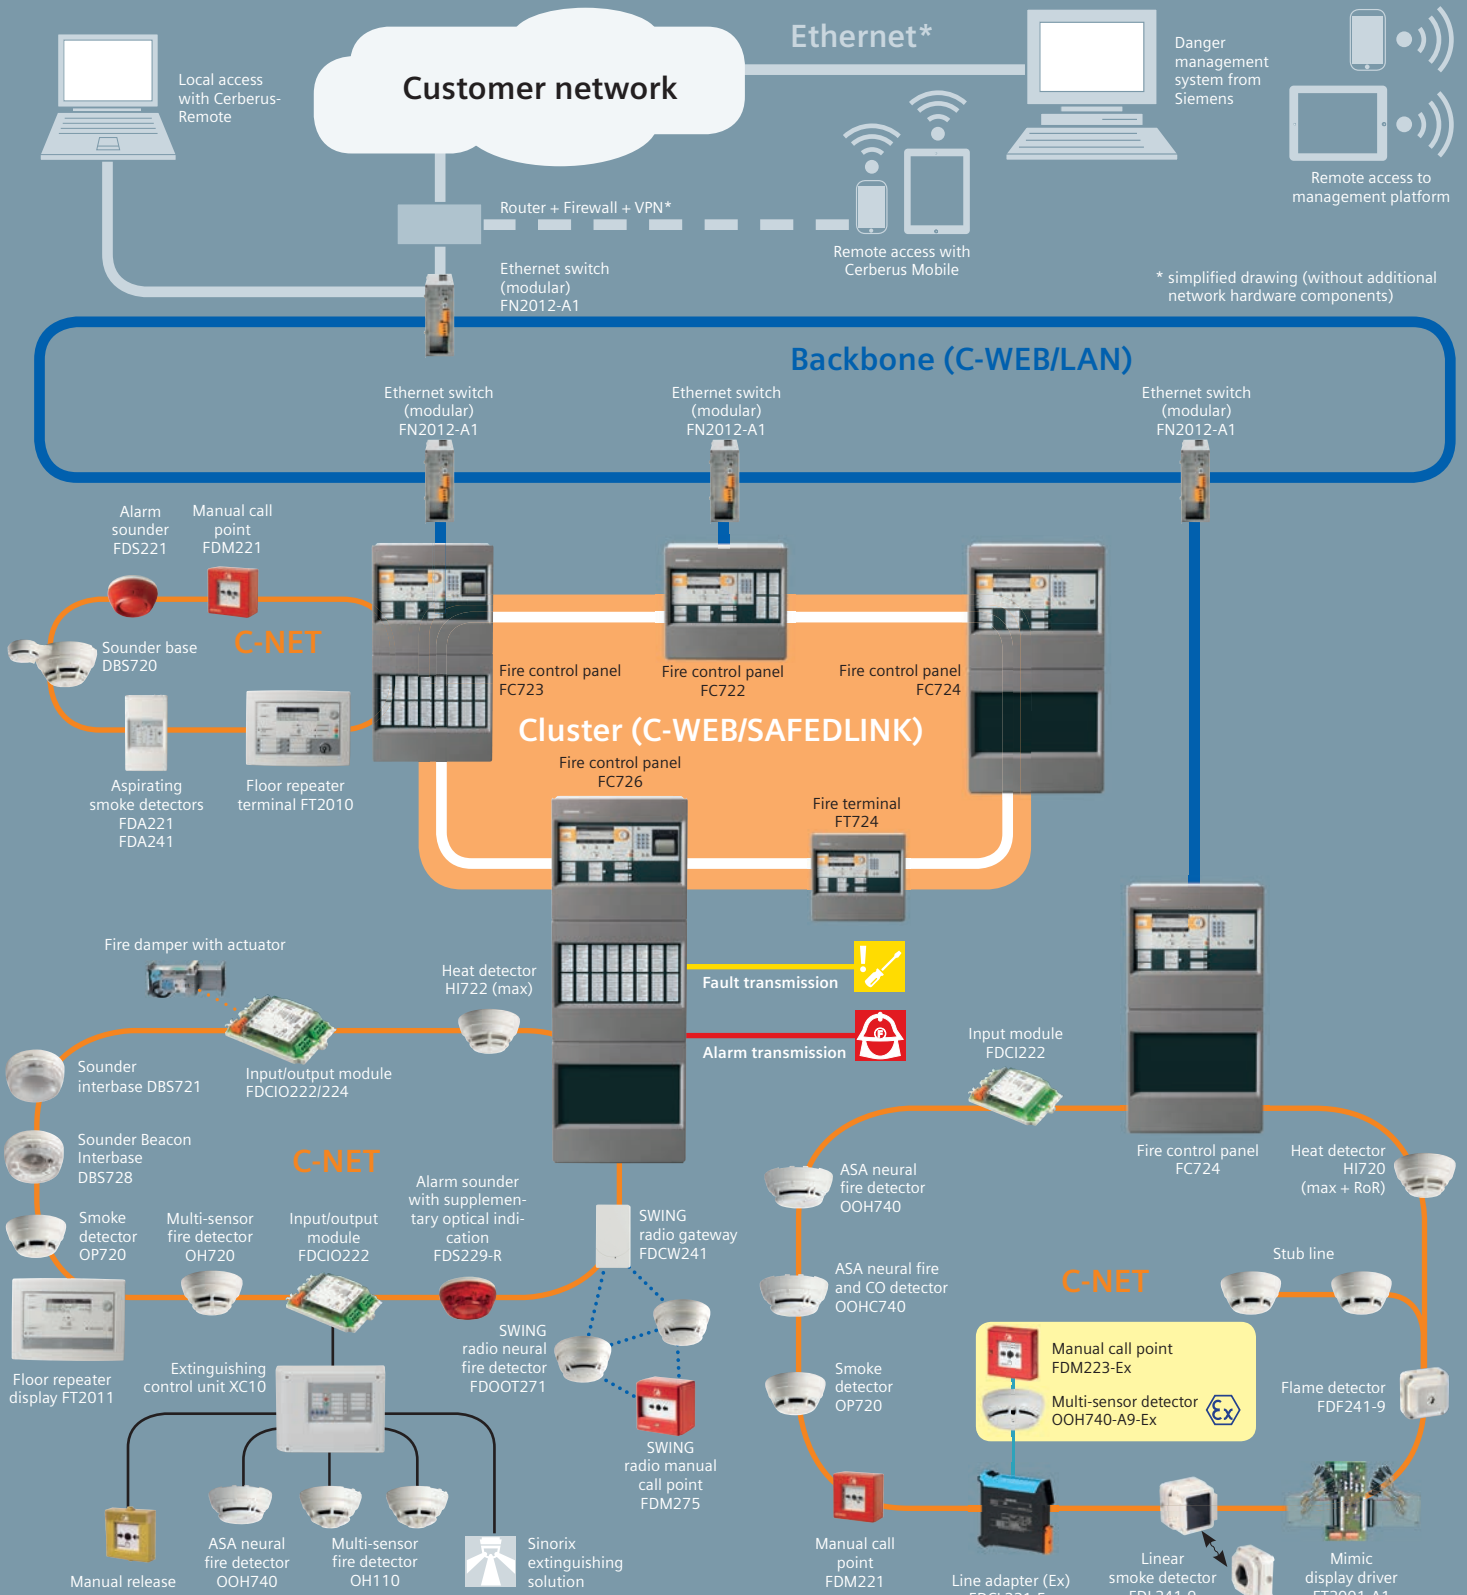 Local access
with Cerberus-
Remote
Customer network
Ethernet*
Danger
management
system from
Siemens
Remote access to
management platform
Router + Firewall + VPN*
Remote access with
Cerberus Mobile
Ethernet switch
(modular)
FN2012-A1
* simplified drawing (without additional
network hardware components)
Backbone (C-WEB/LAN)
Ethernet switch
(modular)
FN2012-A1
Ethernet switch
(modular)
FN2012-A1
Ethernet switch
(modular)
FN2012-A1
Alarm
sounder
FDS221
Manual call
point
FDM221
C-NET
Sounder base
DBS720
Aspirating
smoke detectors
FDA221
FDA241
Floor repeater
terminal FT2010
Fire control panel
FC723
Fire control panel
FC722
Fire control panel
FC724
Cluster (C-WEB/SAFEDLINK)
Fire control panel
FC726
Fire terminal
FT724
Fire damper with actuator
Heat detector
HI722 (max)
Fault transmission
Alarm transmission
Sounder
interbase DBS721
Input/output module
FDCIO222/224
Sounder Beacon
Interbase
DBS728
C-NET
Smoke
detector
OP720
Multi-sensor
fire detector
OH720
Input/output
module
FDCIO222
Alarm sounder
with supplemen-
tary optical indi-
cation
FDS229-R
SWING
radio gateway
FDCW241
Floor repeater
display FT2011
Extinguishing
control unit XC10
SWING
radio neural
fire detector
FDOOT271
SWING
radio manual
call point
FDM275
Manual release
ASA neural
fire detector
OOH740
Multi-sensor
fire detector
OH110
Sinorix
extinguishing
solution
Input module
FDCI222
Fire control panel
FC724
Heat detector
HI720
(max + RoR)
ASA neural
fire detector
OOH740
Stub line
ASA neural fire
and CO detector
OOHC740
C-NET
Manual call point
FDM223-Ex
Multi-sensor detector
OOH740-A9-Ex
Ex
Smoke
detector
OP720
Flame detector
FDF241-9
Manual call
point
FDM221
Line adapter (Ex)
Linear
smoke detector
FDL241-9
Mimic
display driver
FT2001-A1